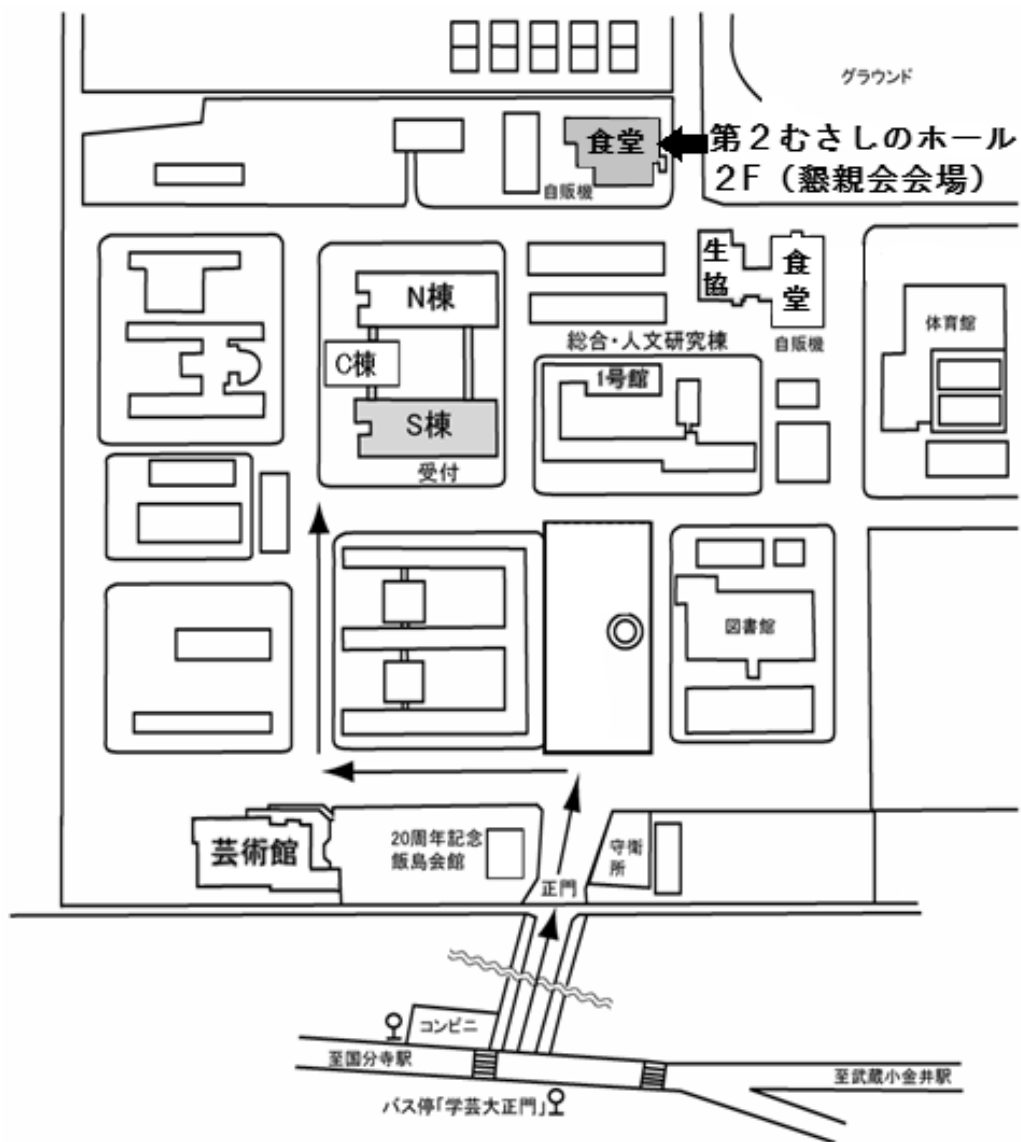 グラウンド
食堂
第２むさしのホール
２F（懇親会会場）
自販機
N棟
生協
食堂
C棟
総合・人文研究棟
自販機
体育館
1号館
S棟
受付
図書館
芸術館
20周年記念
飯島会館
守衛
所
正門
コンビニ
至国分寺駅
至武蔵小金井駅
バス停「学芸大正門」